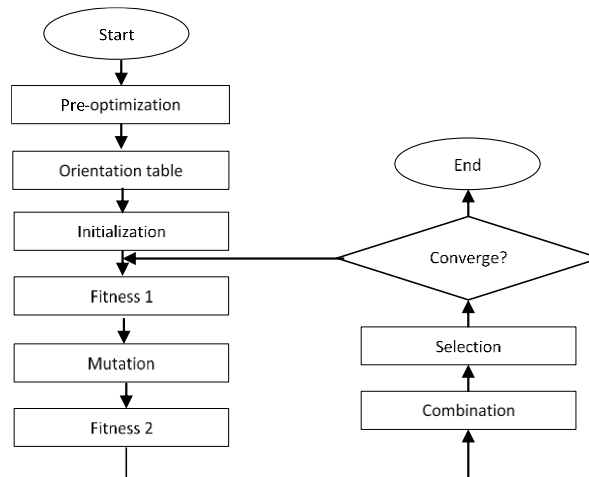 Start
Pre-optimization
Orientation table
Initialization
Fitness 1
Mutation
Fitness 2
End
Converge?
Selection
Combination